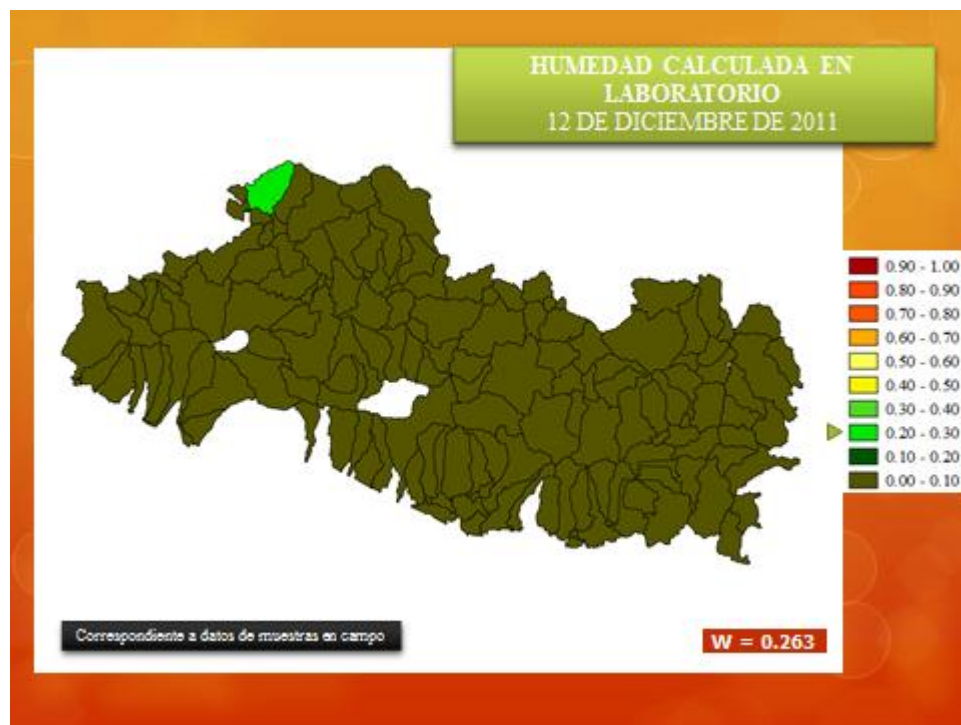 HUMEDAD CALCULADA EN
LABORATORIO
12 DE DICIEMBRE DE 2011
0.90 - 1.00
0.80 - 0.90
0.70 - 0.80
0.60 - 0.70
0.50 - 0.60
0.40 - 0.50
0.30 - 0.40
0.20 - 0.30
0.10 - 0.20
0.00 - 0.10
Correspondiente a datos de muestras en campo
W = 0.263